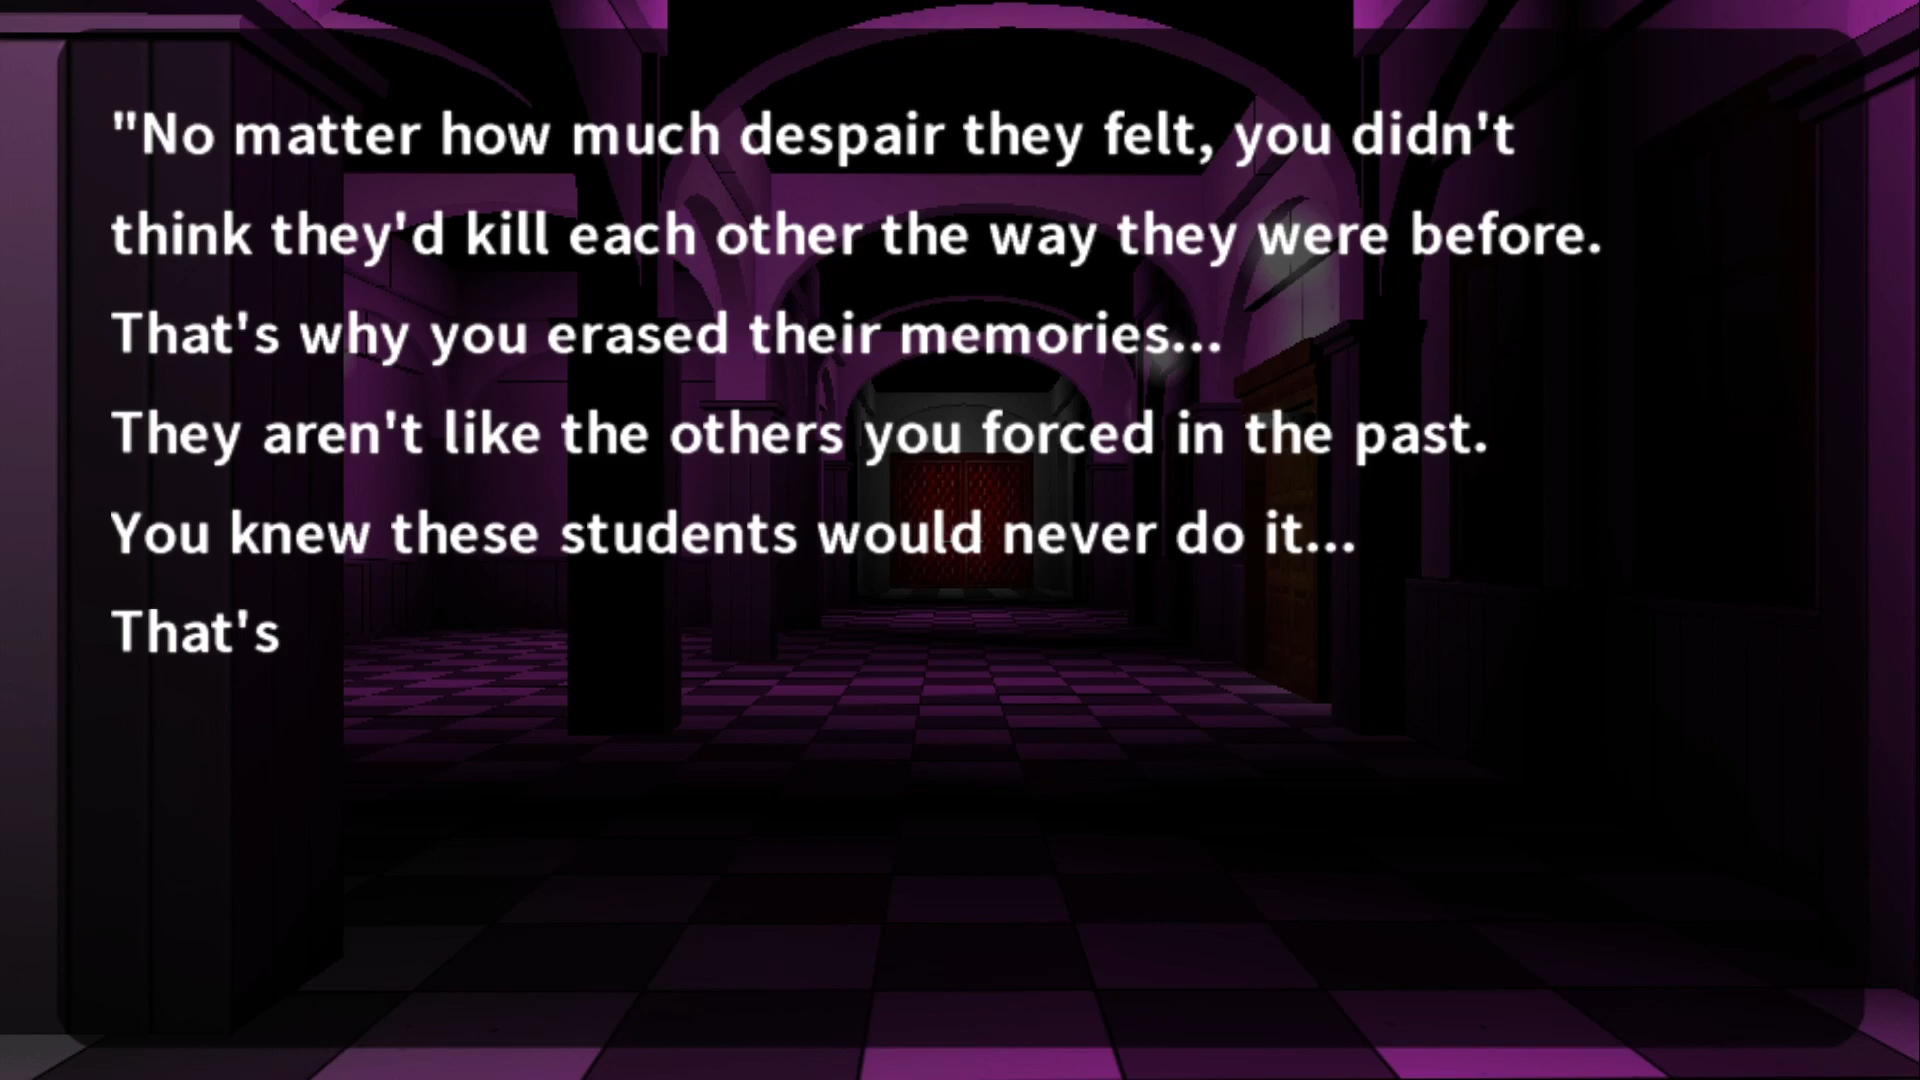 "No matter how much despair they felt, you didn't
think they'd kill each other the way they were before.
That's why you erased their memories...
They aren't like the others you forced in the past.
You knew these students would never do it...
That's